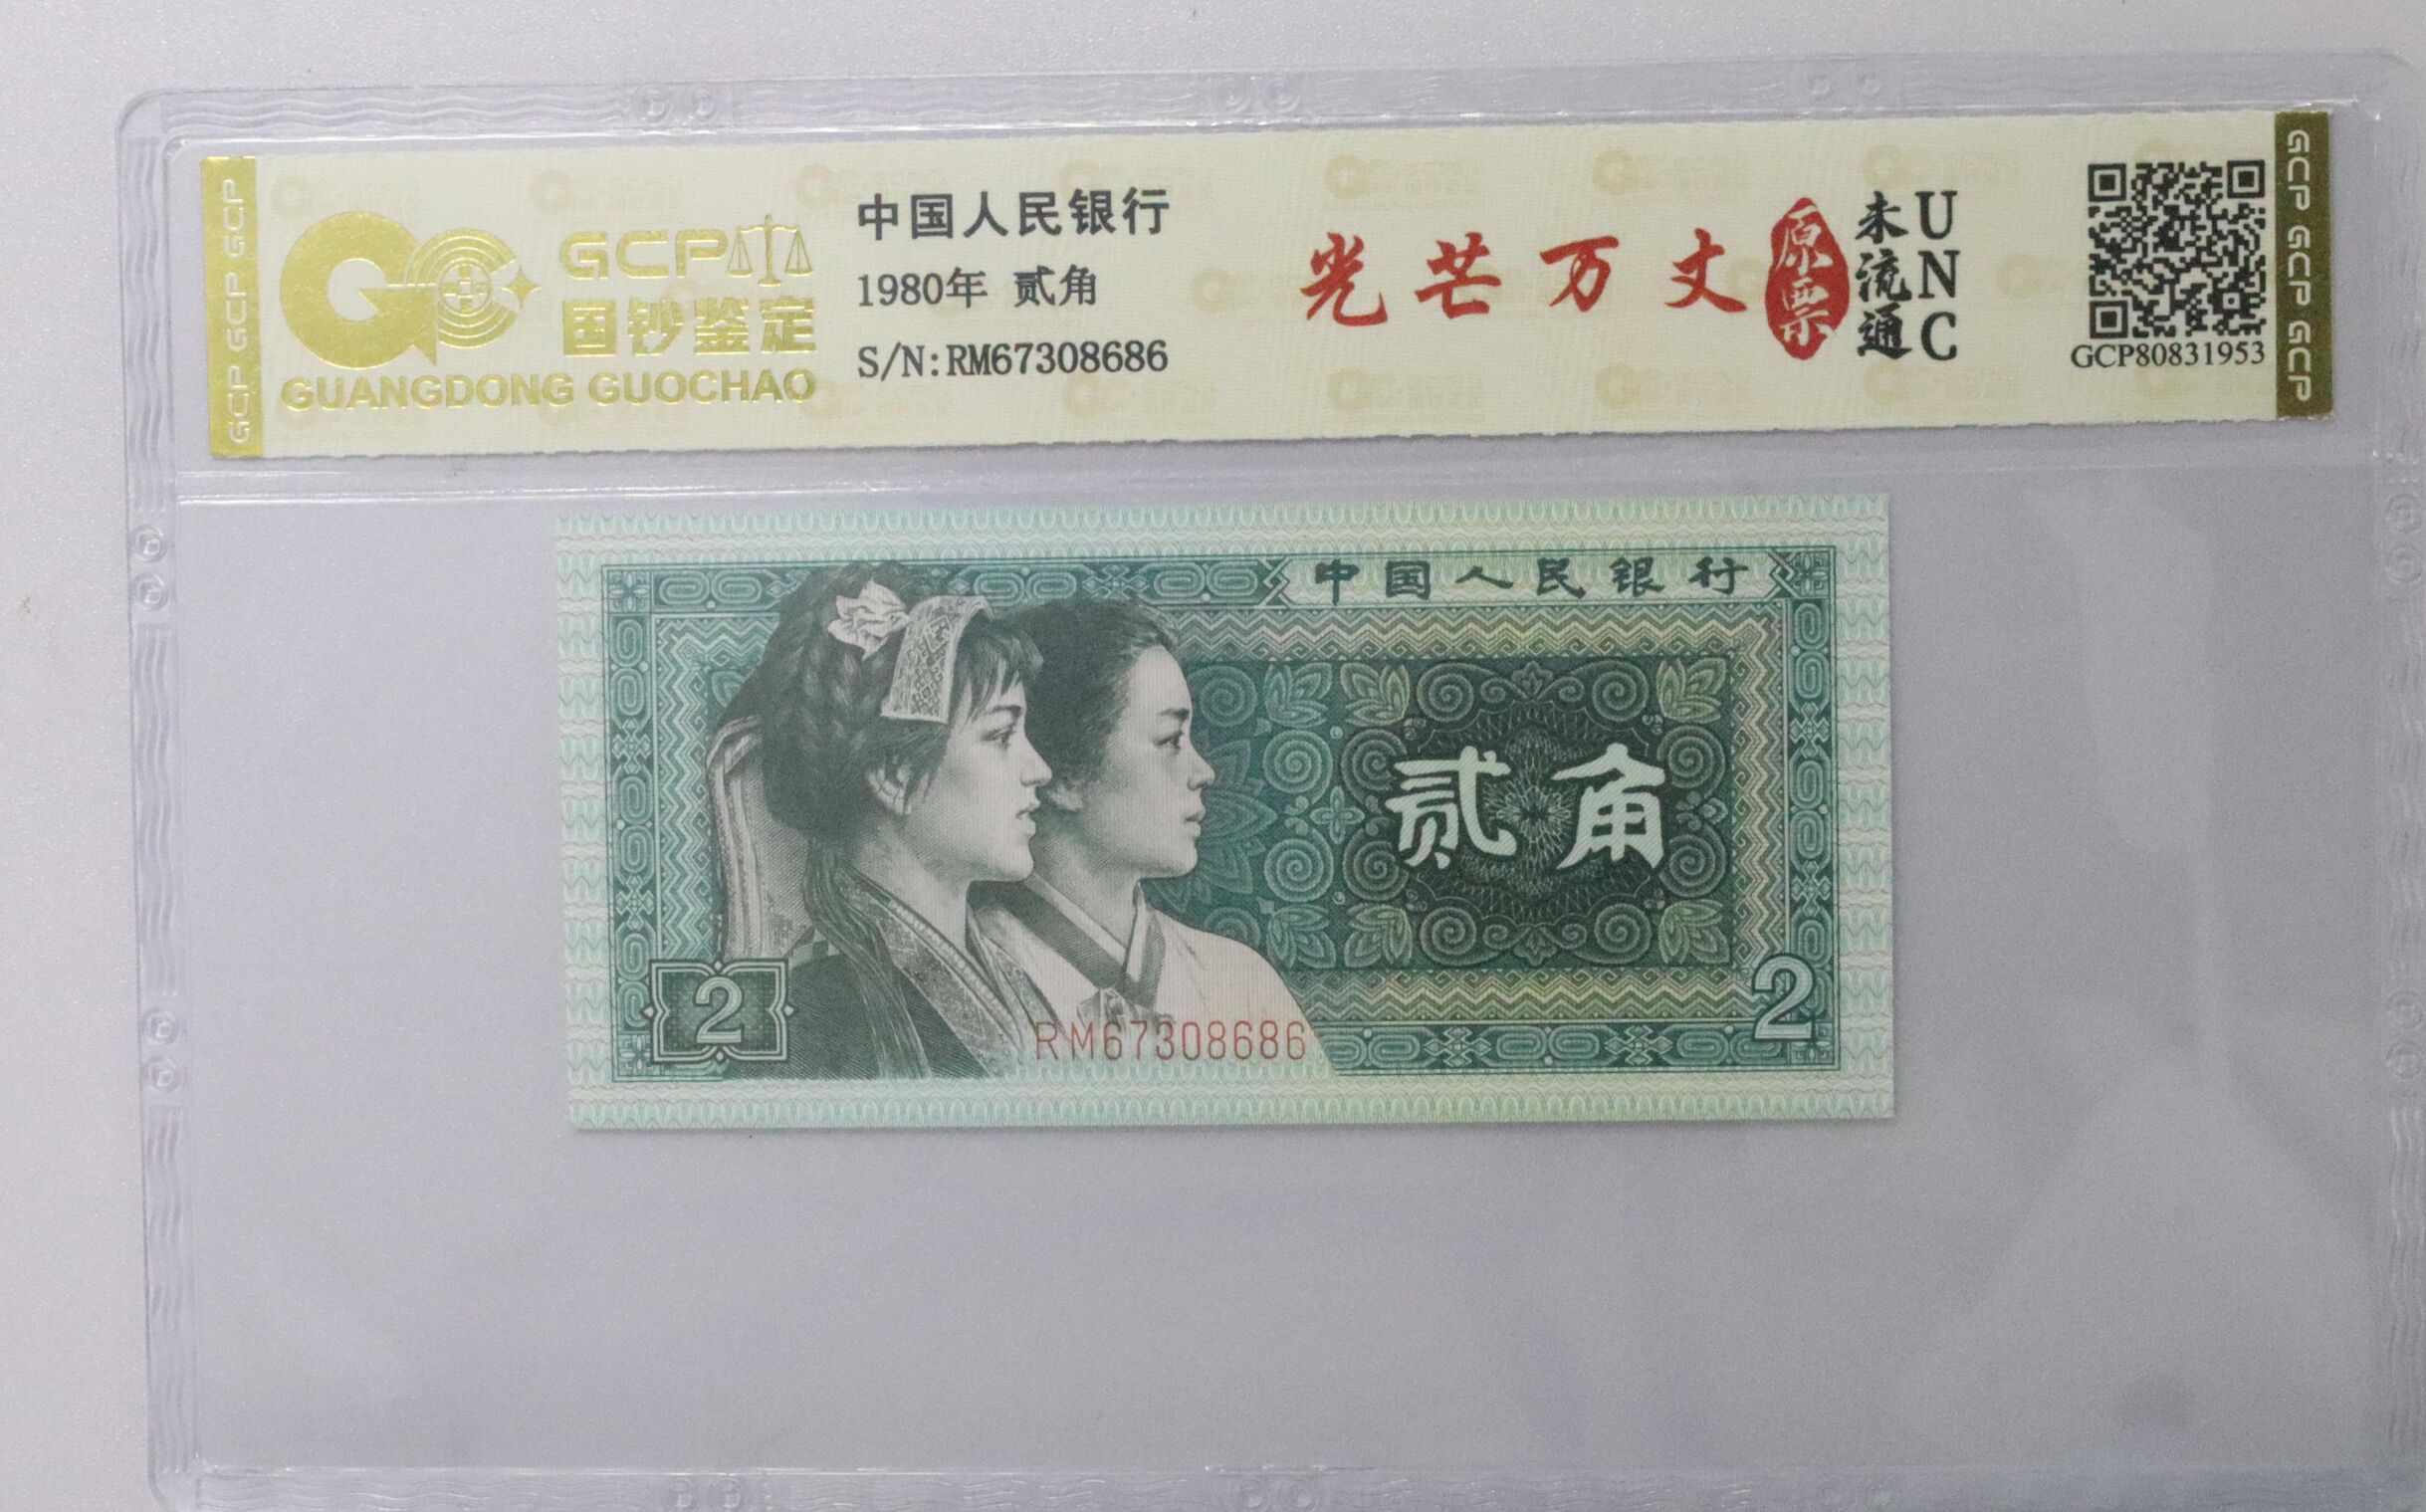 GCP GCP GCP
GCP
国钞鉴定
GUANGDONG GUOCHAO
中国人民银行
1980年 贰角
S/N:RM67308686
光芒万丈
原票
未流通
UNC
GCP80831953
GCP GCP GCP
中国人民银行
贰角
2
2
RM67308686